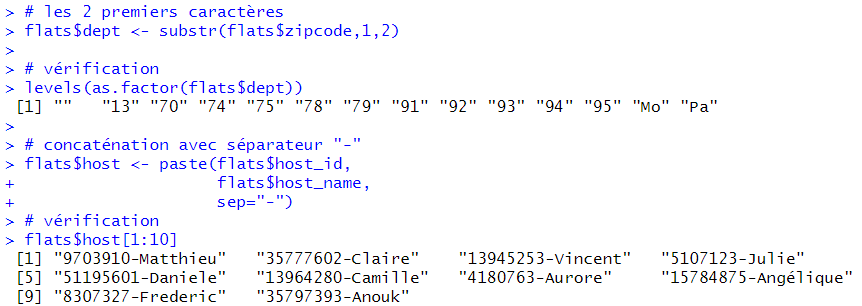 > # les 2 premiers caractères
> flats$dept <- substr(flats$zipcode,1,2)
>
> # vérification
> levels(as.factor(flats$dept))
 [1] ""   "13" "70" "74" "75" "78" "79" "91" "92" "93" "94" "95" "Mo" "Pa"
>
> # concaténation avec séparateur "-"
> flats$host <- paste(flats$host_id,
+                     flats$host_name,
+                     sep="-")
> # vérification
> flats$host[1:10]
 [1] "9703910-Matthieu"   "35777602-Claire"    "13945253-Vincent"   "5107123-Julie"
 [5] "51195601-Daniele"   "13964280-Camille"   "4180763-Aurore"     "15784875-Angélique"
 [9] "8307327-Frederic"   "35797393-Anouk"